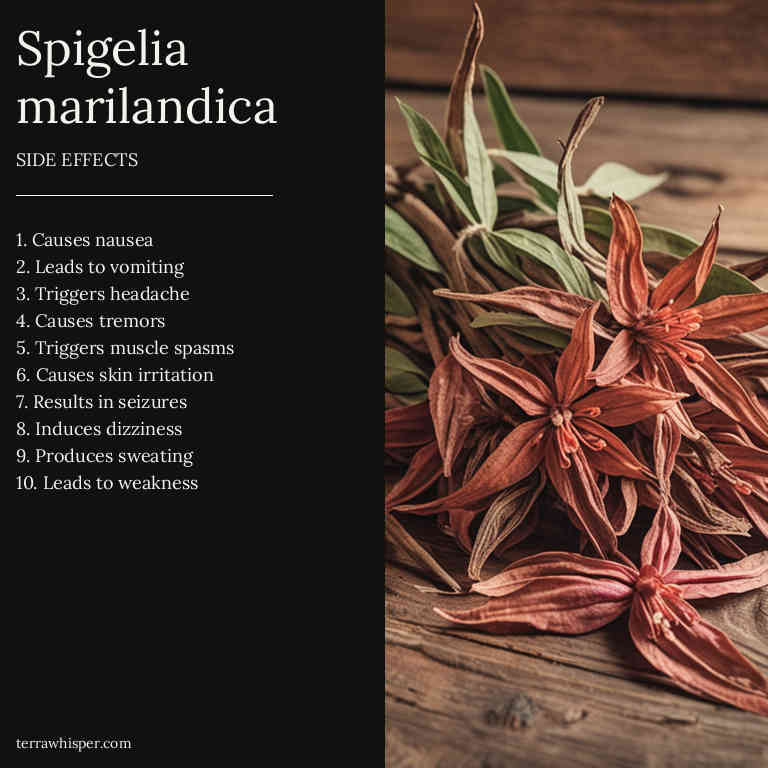 Spigelia
marilandica
SIDE EFFECTS
1. Causes nausea
2. Leads to vomiting
3. Triggers headache
4. Causes tremors
5. Triggers muscle spasms
6. Causes skin irritation
7. Results in seizures
8. Induces dizziness
9. Produces sweating
10. Leads to weakness
terrawhisper.com